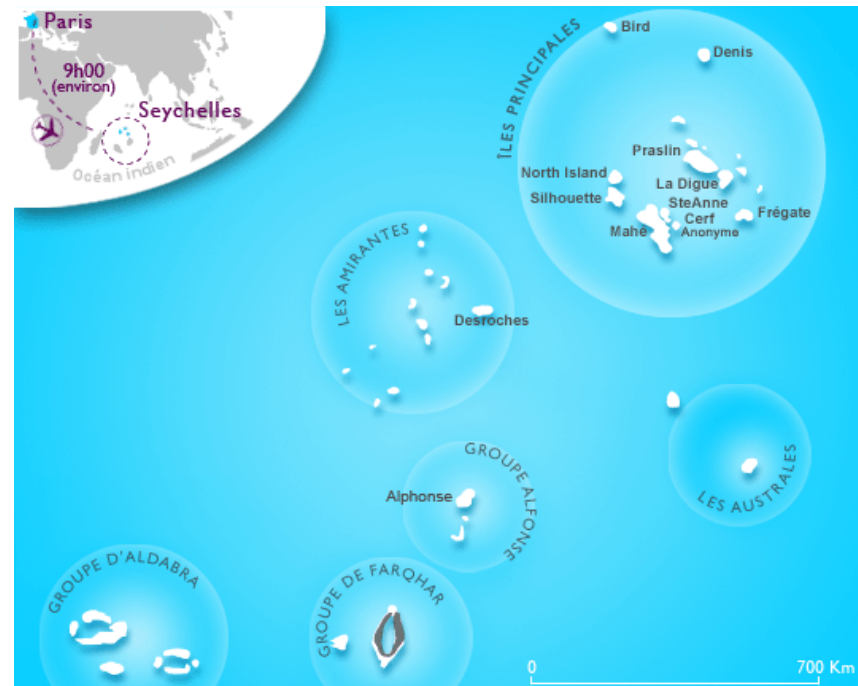 Paris
9h00
(environ)
Seychelles
Océan indien
ÎLES PRINCIPALES
Bird
Denis
Praslin
North Island
La Digue
Silhouette
SteAnne
Cerf
Frégate
Mahé
Anonyme
LES AMIRANTES
Desroches
GROUPE ALFONSE
Alphonse
LES AUSTRALES
GROUPE D'ALDABRA
GROUPE DE FARQHAR
0
700 Km